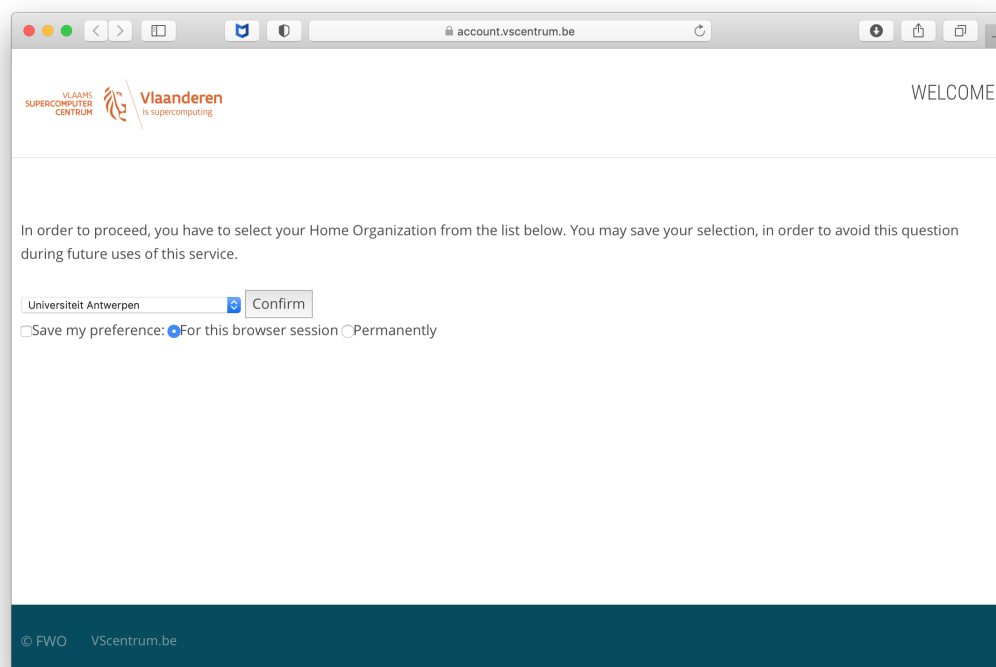 account.vscentrum.be
VLAAMS
SUPERCOMPUTER
CENTRUM
Vlaanderen
is supercomputing
WELCOME
In order to proceed, you have to select your Home Organization from the list below. You may save your selection, in order to avoid this question
during future uses of this service.
Universiteit Antwerpen
Confirm
Save my preference: For this browser session Permanently
© FWO VScentrum.be